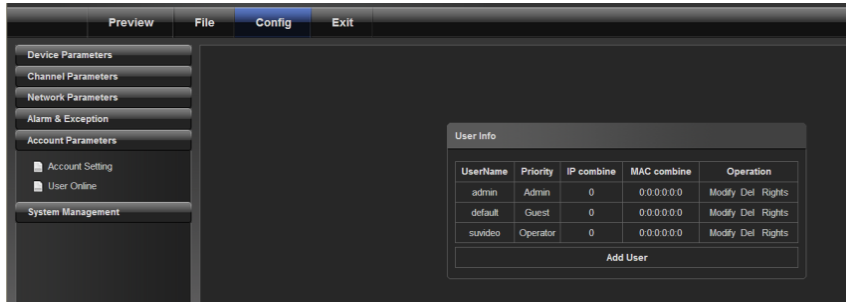 Preview File Config Exit
Device Parameters
Channel Parameters
Network Parameters
Alarm & Exception
Account Parameters
Account Setting
User Online
System Management
User Info
UserName Priority IP combine MAC combine Operation
admin Admin 0 0:0:0:0:0:0 Modify Del Rights
default Guest 0 0:0:0:0:0:0 Modify Del Rights
suvideo Operator 0 0:0:0:0:0:0 Modify Del Rights
Add User